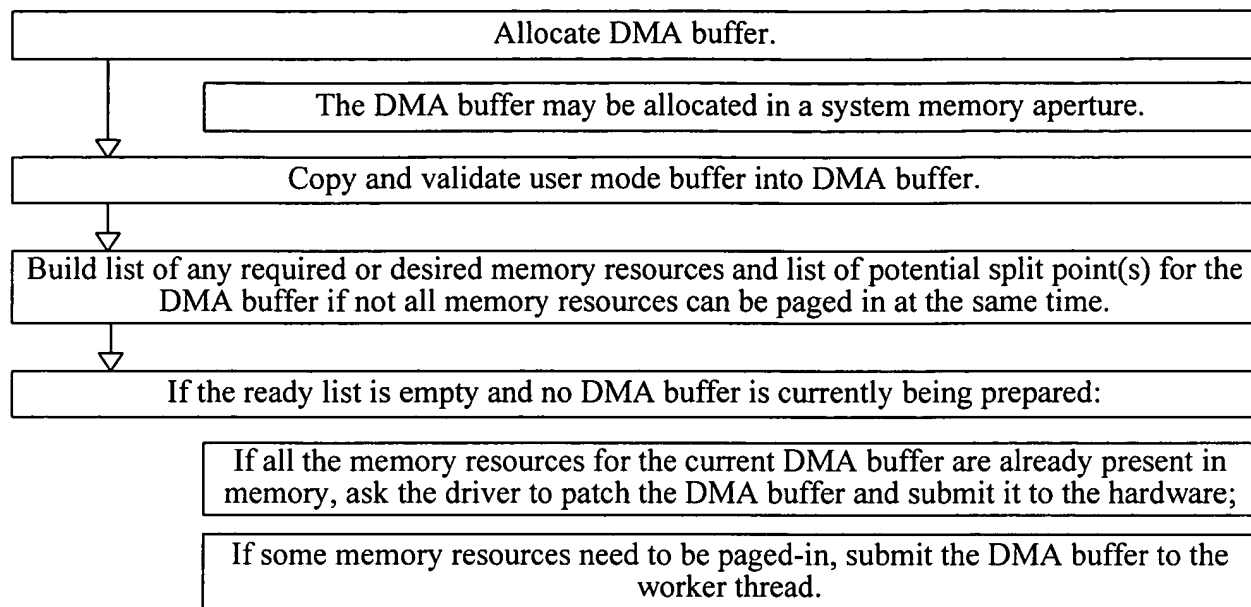 Allocate DMA buffer.
The DMA buffer may be allocated in a system memory aperture.
Copy and validate user mode buffer into DMA buffer.
Build list of any required or desired memory resources and list of potential split point(s) for the
DMA buffer if not all memory resources can be paged in at the same time.
If the ready list is empty and no DMA buffer is currently being prepared:
If all the memory resources for the current DMA buffer are already present in
memory, ask the driver to patch the DMA buffer and submit it to the hardware;
If some memory resources need to be paged-in, submit the DMA buffer to the
worker thread.